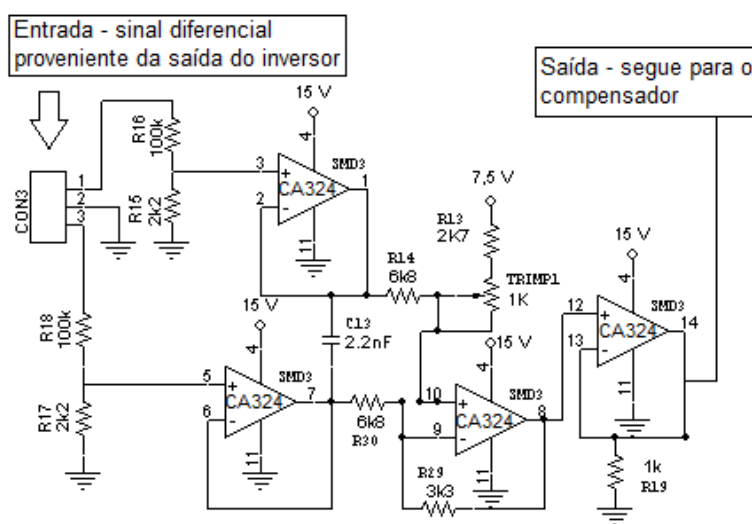 Entrada - sinal diferencial
proveniente da saída do inversor
Saída - segue para o
compensador
15 V
4
R16
100k
3
+
SMD3
CA324
1
2
-
11
CON3
1
2
3
R15
2k2
7,5 V
R13
2K7
R14
6k8
TRIMP1
1K
15 V
4
12
+
SMD3
CA324
14
13
-
11
C13
2.2nF
R18
100k
15 V
4
5
+
SMD3
CA324
7
6
-
11
R17
2k2
15 V
4
10
+
SMD3
CA324
8
9
-
11
6k8
R30
R29
3k3
1k
R19